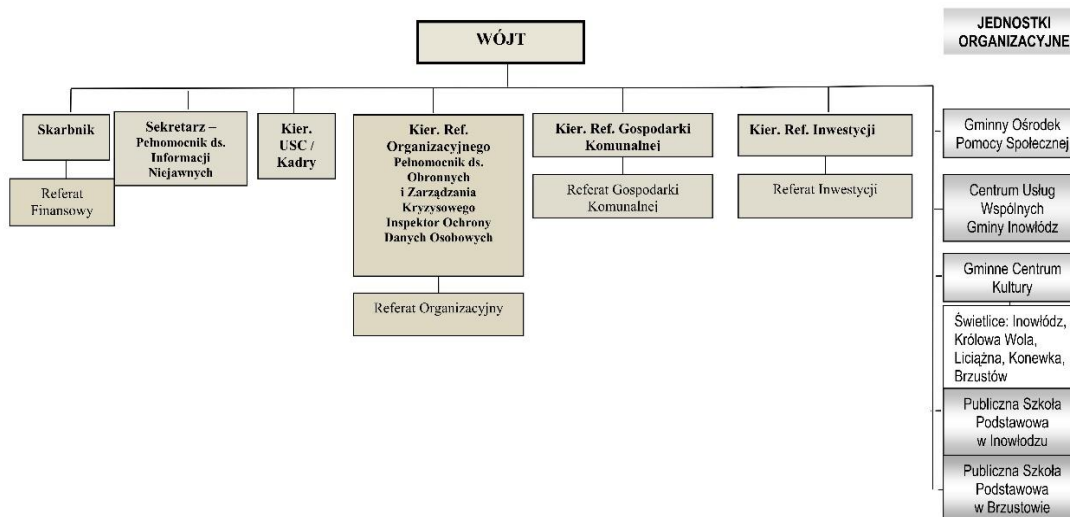 WÓJT
JEDNOSTKI
ORGANIZACYJNE
Skarbnik
Referat
Finansowy
Sekretarz –
Pełnomocnik ds.
Informacji
Niejawnych
Kier.
USC /
Kadry
Kier. Ref.
Organizacyjnego
Pełnomocnik ds.
Obronnych
i Zarządzania
Kryzysowego
Inspektor Ochrony
Danych Osobowych
Referat Organizacyjny
Kier. Ref. Gospodarki
Komunalnej
Referat Gospodarki
Komunalnej
Kier. Ref. Inwestycji
Referat Inwestycji
Gminny Ośrodek
Pomocy Społecznej
Centrum Usług
Wspólnych
Gminy Inowłódz
Gminne Centrum
Kultury
Świetlice: Inowłódz,
Królowa Wola,
Liciążna, Konewka,
Brzustów
Publiczna Szkoła
Podstawowa
w Inowłodzu
Publiczna Szkoła
Podstawowa
w Brzustowie